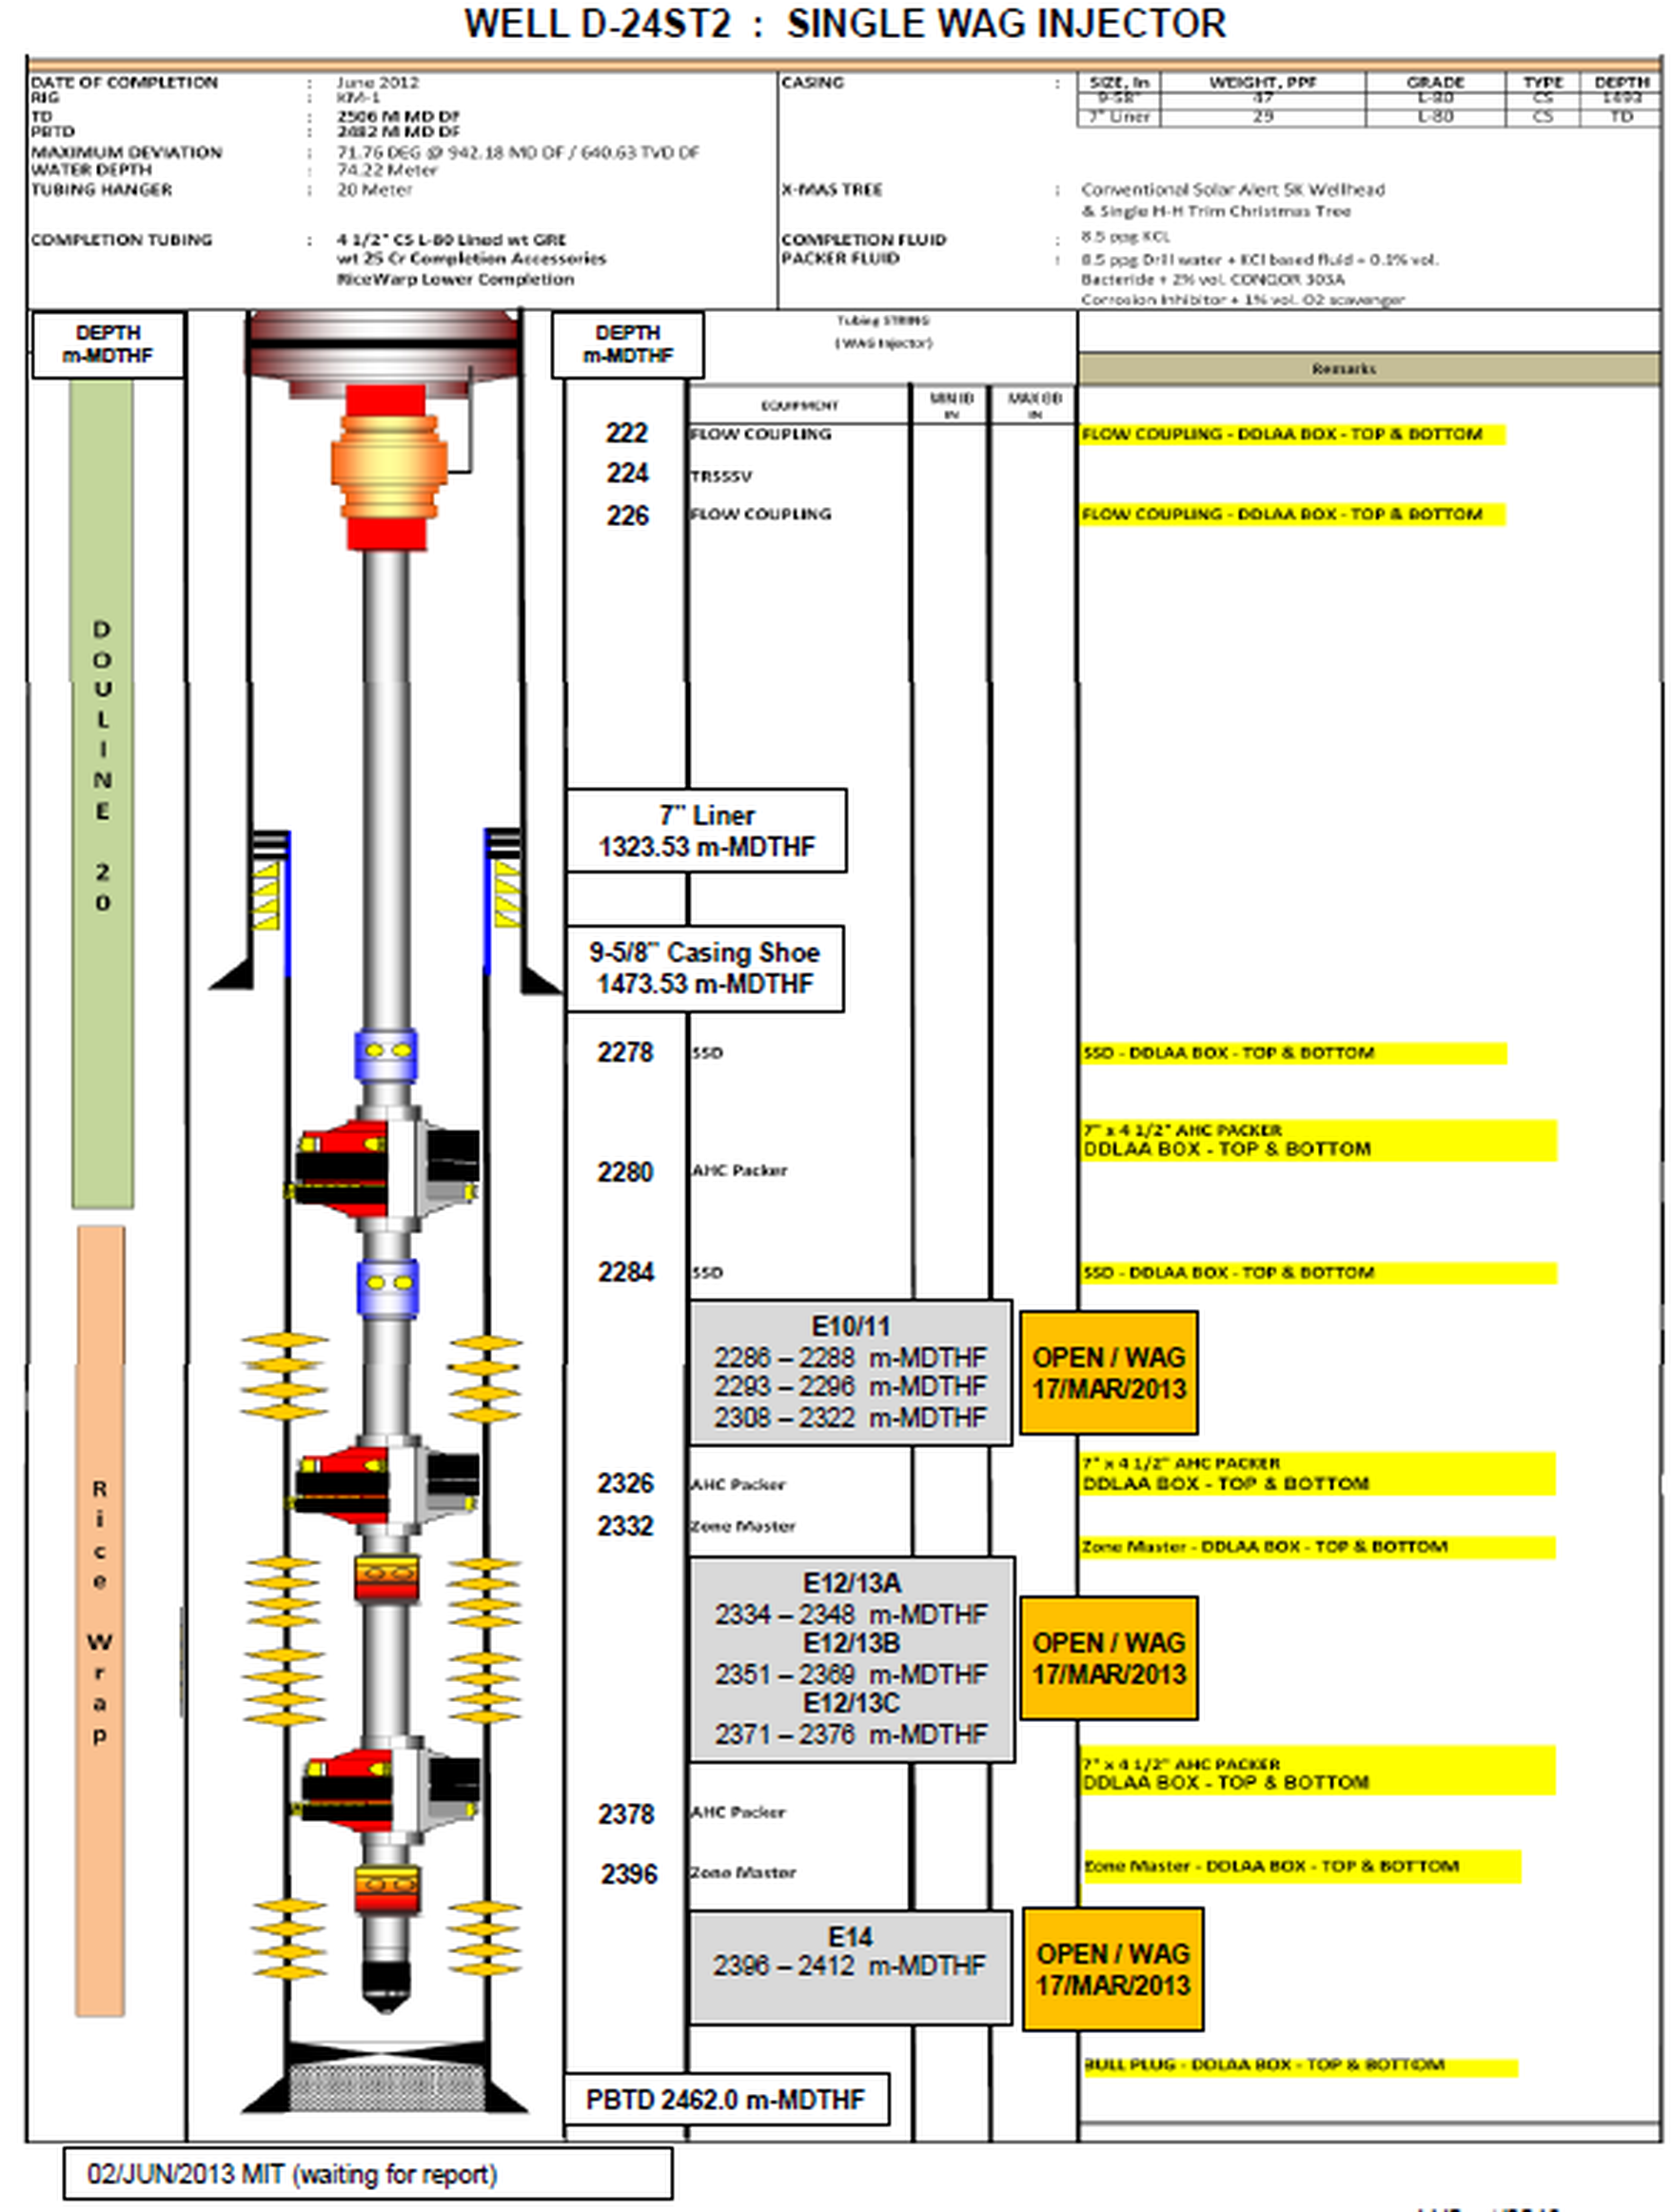 WELL D-24ST2 : SINGLE WAG INJECTOR
DATE OF COMPLETION : June 2012
RIG : KM-1
TD : 2506 M MD DF
PBTD : 2482 M MD DF
MAXIMUM DEVIATION : 71.76 DEG @ 942.18 MD DF / 640.63 TVD DF
WATER DEPTH : 74.22 Meter
TUBING HANGER : 20 Meter
COMPLETION TUBING : 4 1/2" CS L-80 Lined wt GRE
wt 25 Cr Completion Accessories
RiceWarp Lower Completion
CASING :
SIZE, In WEIGHT, PPF GRADE TYPE DEPTH
9-58" 47 L-80 CS 1493
7" Liner 29 L-80 CS TD
X-MAS TREE : Conventional Solar Alert 5K Wellhead
& Single H-H Trim Christmas Tree
COMPLETION FLUID : 8.5 ppg KCL
PACKER FLUID : 8.5 ppg Drill water + KCl based fluid + 0.1% vol.
Bactericide + 2% vol. CONQOR 303A
Corrosion Inhibitor + 1% vol. O2 scavenger
DEPTH
m-MDTHF
DEPTH
m-MDTHF
Tubing STRING
(WAG Injector)
Remarks
EQUIPMENT MIN ID IN MAX OD IN
222 FLOW COUPLING FLOW COUPLING - DDLAA BOX - TOP & BOTTOM
224 TRSSSV
226 FLOW COUPLING FLOW COUPLING - DDLAA BOX - TOP & BOTTOM
DOULINE 20
7" Liner
1323.53 m-MDTHF
9-5/8" Casing Shoe
1473.53 m-MDTHF
2278 SSD SSD - DDLAA BOX - TOP & BOTTOM
7" x 4 1/2" AHC PACKER
DDLAA BOX - TOP & BOTTOM
2280 AHC Packer
2284 SSD SSD - DDLAA BOX - TOP & BOTTOM
Rice Wrap
E10/11
2286 – 2288 m-MDTHF
2293 – 2296 m-MDTHF
2308 – 2322 m-MDTHF
OPEN / WAG
17/MAR/2013
7" x 4 1/2" AHC PACKER
2326 AHC Packer DDLAA BOX - TOP & BOTTOM
2332 Zone Master
Zone Master - DDLAA BOX - TOP & BOTTOM
E12/13A
2334 – 2348 m-MDTHF
E12/13B
2351 – 2369 m-MDTHF
E12/13C
2371 – 2376 m-MDTHF
OPEN / WAG
17/MAR/2013
7" x 4 1/2" AHC PACKER
DDLAA BOX - TOP & BOTTOM
2378 AHC Packer
2396 Zone Master Zone Master - DDLAA BOX - TOP & BOTTOM
E14
2396 – 2412 m-MDTHF
OPEN / WAG
17/MAR/2013
BULL PLUG - DDLAA BOX - TOP & BOTTOM
PBTD 2462.0 m-MDTHF
02/JUN/2013 MIT (waiting for report)